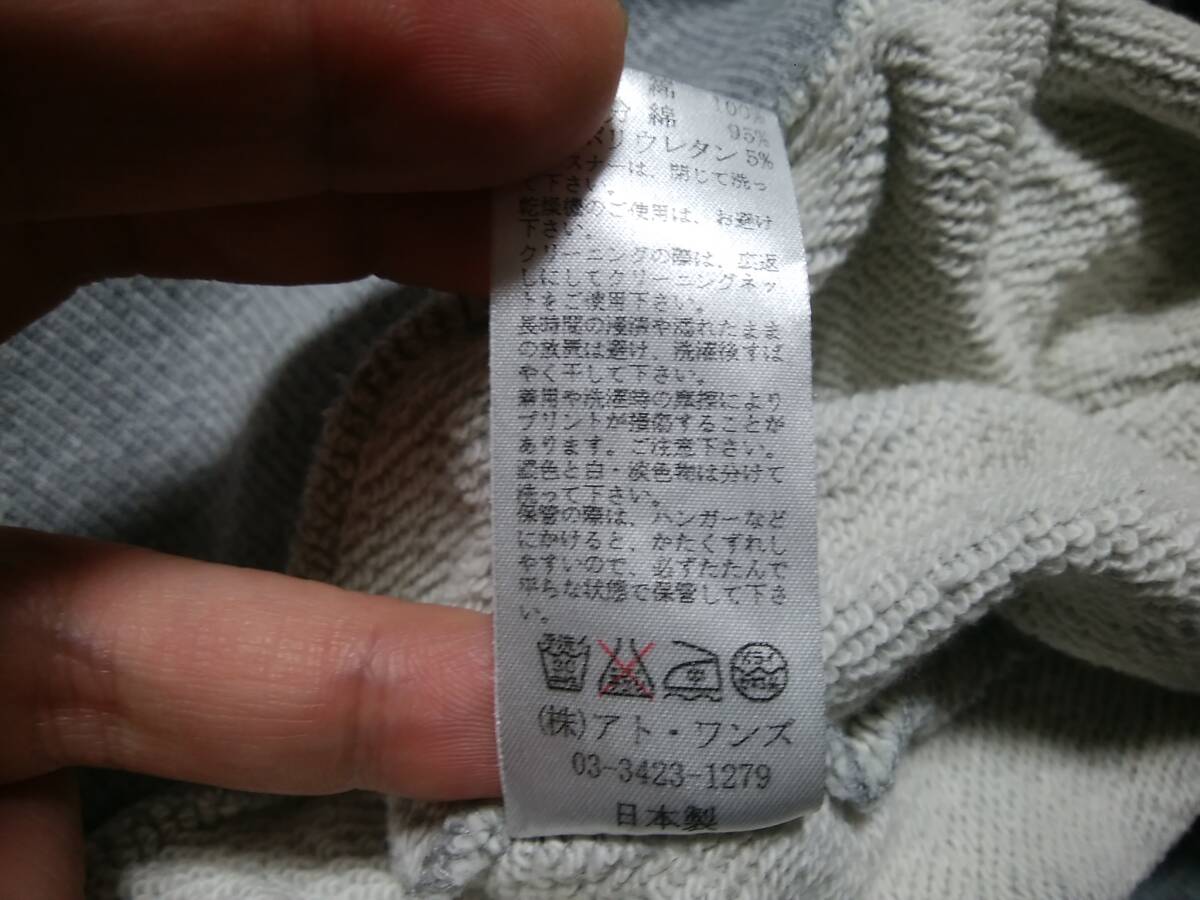 綿 100%
分 綿 95%
ポリウレタン 5%
スナーは、閉じて洗っ
て下さい。
乾燥機のご使用は、お避け
下さい。
クリーニングの際は、裏返
しにしてクリーニングネッ
トをご使用下さい。
長時間の浸漬や濡れたまま
の放置は避け、洗濯後すば
やく干して下さい。
着用や洗濯時の摩擦により
プリントが損傷することが
あります。ご注意下さい。
濃色と白・淡色物は分けて
洗って下さい。
保管の際は、ハンガーなど
にかけると、かたくずれし
やすいので、必ずたたんで
平らな状態で保管して下さ
い。
(株)アト・ワンズ
03-3423-1279
日本製